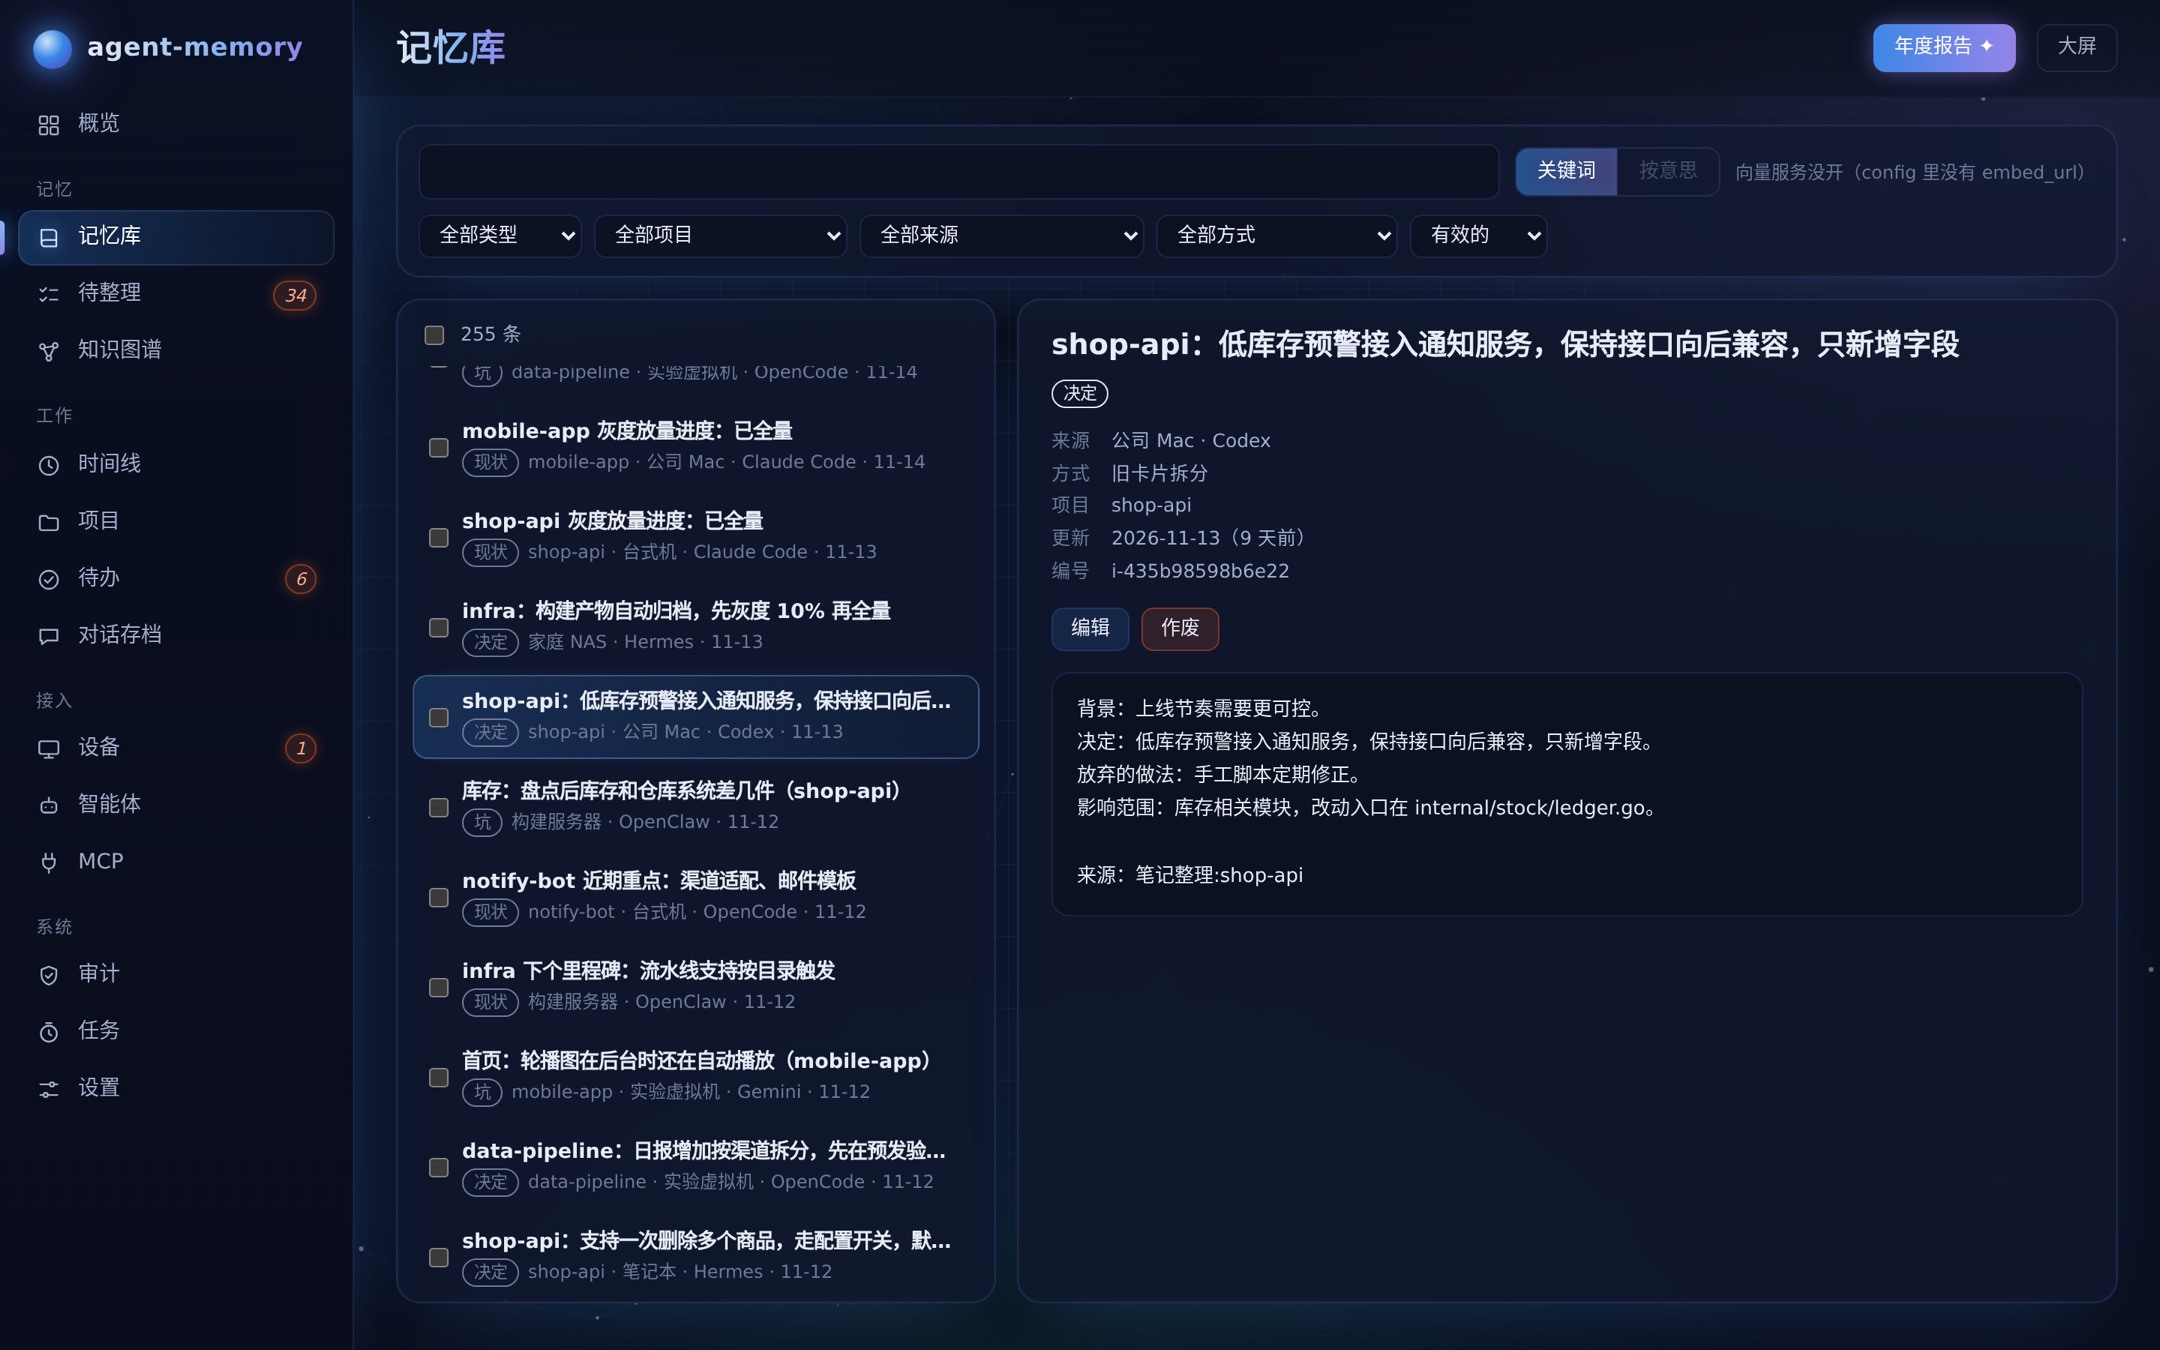 agent-memory
概览
记忆
记忆库
待整理 34
知识图谱
工作
时间线
项目
待办 6
对话存档
接入
设备 1
智能体
MCP
系统
审计
任务
设置
记忆库
年度报告 ✦
大屏
关键词
按意思
向量服务没开（config 里没有 embed_url）
全部类型
全部项目
全部来源
全部方式
有效的
255 条
坑 data-pipeline · 实验虚拟机 · OpenCode · 11-14
mobile-app 灰度放量进度：已全量
现状 mobile-app · 公司 Mac · Claude Code · 11-14
shop-api 灰度放量进度：已全量
现状 shop-api · 台式机 · Claude Code · 11-13
infra：构建产物自动归档，先灰度 10% 再全量
决定 家庭 NAS · Hermes · 11-13
shop-api：低库存预警接入通知服务，保持接口向后...
决定 shop-api · 公司 Mac · Codex · 11-13
库存：盘点后库存和仓库系统差几件（shop-api）
坑 构建服务器 · OpenClaw · 11-12
notify-bot 近期重点：渠道适配、邮件模板
现状 notify-bot · 台式机 · OpenCode · 11-12
infra 下个里程碑：流水线支持按目录触发
现状 构建服务器 · OpenClaw · 11-12
首页：轮播图在后台时还在自动播放（mobile-app）
坑 mobile-app · 实验虚拟机 · Gemini · 11-12
data-pipeline：日报增加按渠道拆分，先在预发验...
决定 data-pipeline · 实验虚拟机 · OpenCode · 11-12
shop-api：支持一次删除多个商品，走配置开关，默...
决定 shop-api · 笔记本 · Hermes · 11-12
shop-api：低库存预警接入通知服务，保持接口向后兼容，只新增字段
决定
来源 公司 Mac · Codex
方式 旧卡片拆分
项目 shop-api
更新 2026-11-13（9 天前）
编号 i-435b98598b6e22
编辑
作废
背景：上线节奏需要更可控。
决定：低库存预警接入通知服务，保持接口向后兼容，只新增字段。
放弃的做法：手工脚本定期修正。
影响范围：库存相关模块，改动入口在 internal/stock/ledger.go。
来源：笔记整理:shop-api